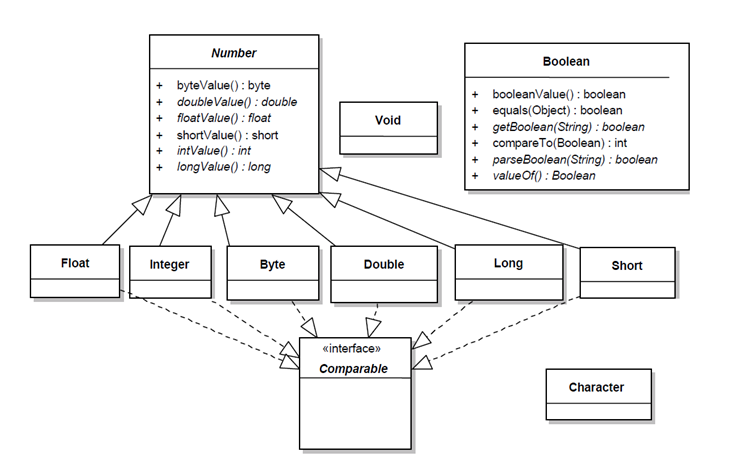 Number
+ byteValue() : byte
+ doubleValue() : double
+ floatValue() : float
+ shortValue() : short
+ intValue() : int
+ longValue() : long
Void
Boolean
+ booleanValue() : boolean
+ equals(Object) : boolean
+ getBoolean(String) : boolean
+ compareTo(Boolean) : int
+ parseBoolean(String) : boolean
+ valueOf() : Boolean
Float
Integer
Byte
Double
Long
Short
«interface»
Comparable
Character